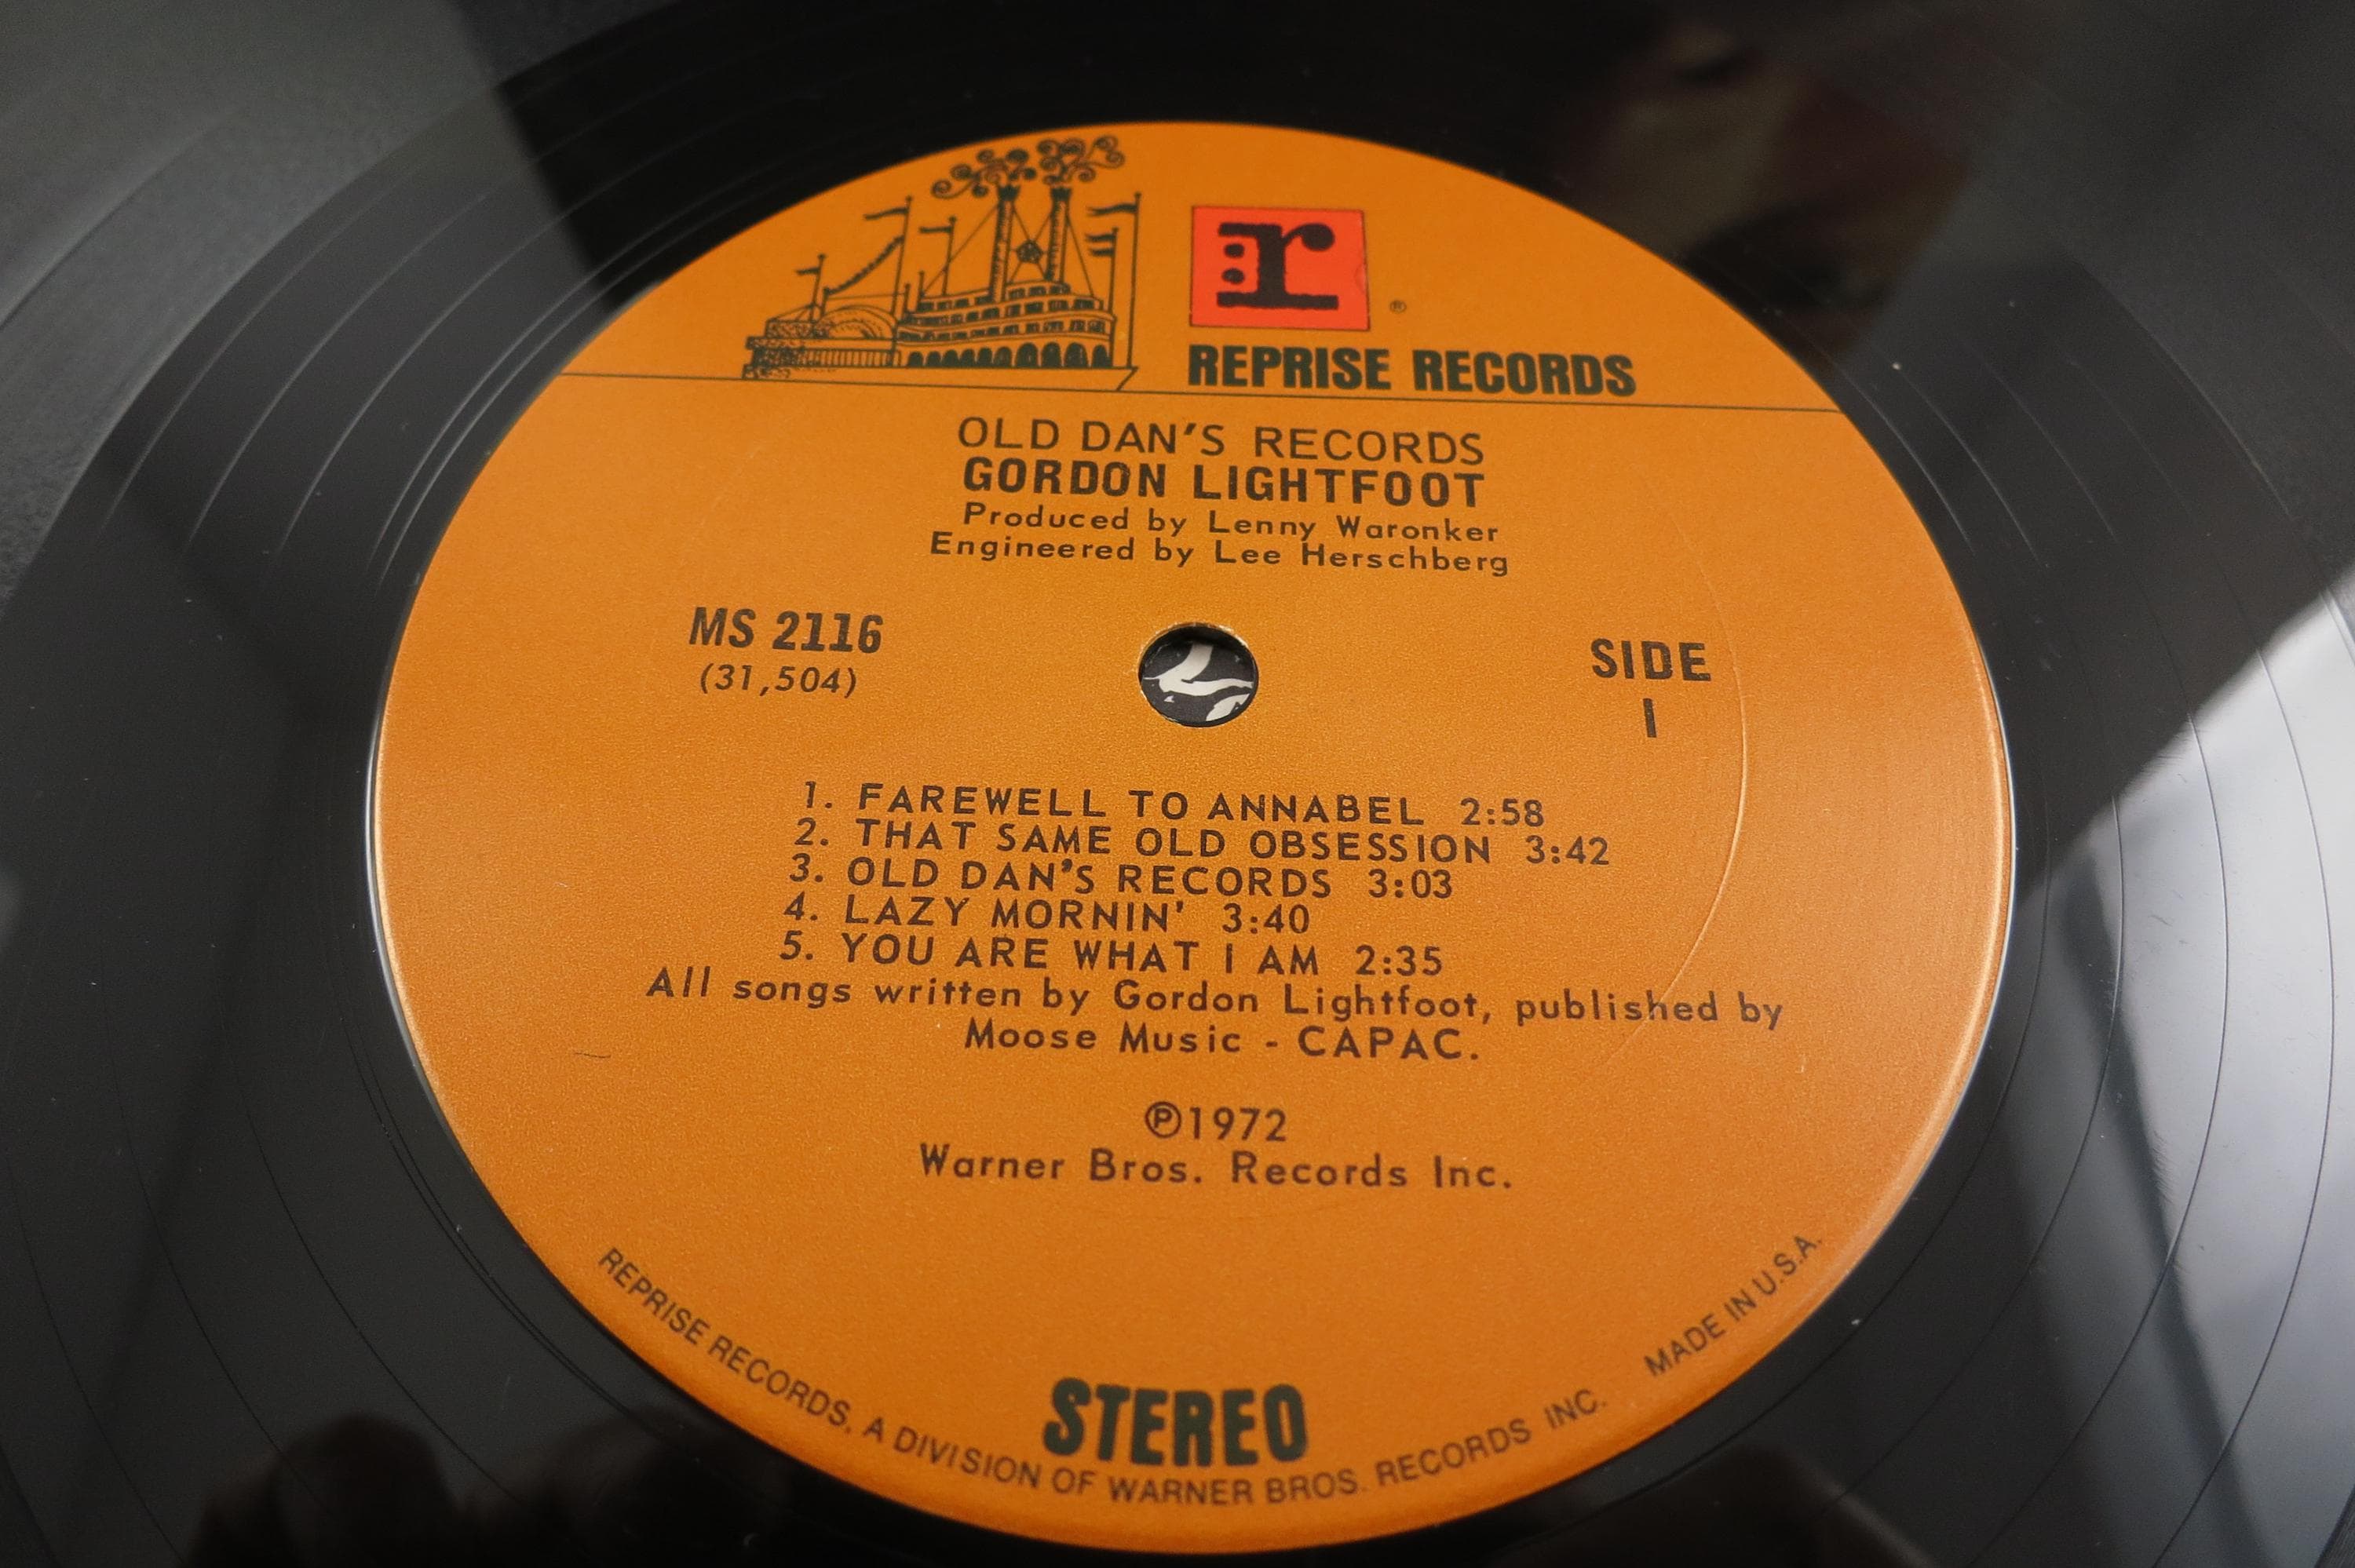 :r
®
REPRISE RECORDS
OLD DAN'S RECORDS
GORDON LIGHTFOOT
Produced by Lenny Waronker
Engineered by Lee Herschberg
MS 2116
(31,504)
SIDE
1
1. FAREWELL TO ANNABEL 2:58
2. THAT SAME OLD OBSESSION 3:42
3. OLD DAN'S RECORDS 3:03
4. LAZY MORNIN' 3:40
5. YOU ARE WHAT I AM 2:35
All songs written by Gordon Lightfoot, published by
Moose Music - CAPAC.
Ⓟ1972
Warner Bros. Records Inc.
STEREO
REPRISE RECORDS, A DIVISION OF WARNER BROS. RECORDS INC. MADE IN U.S.A.